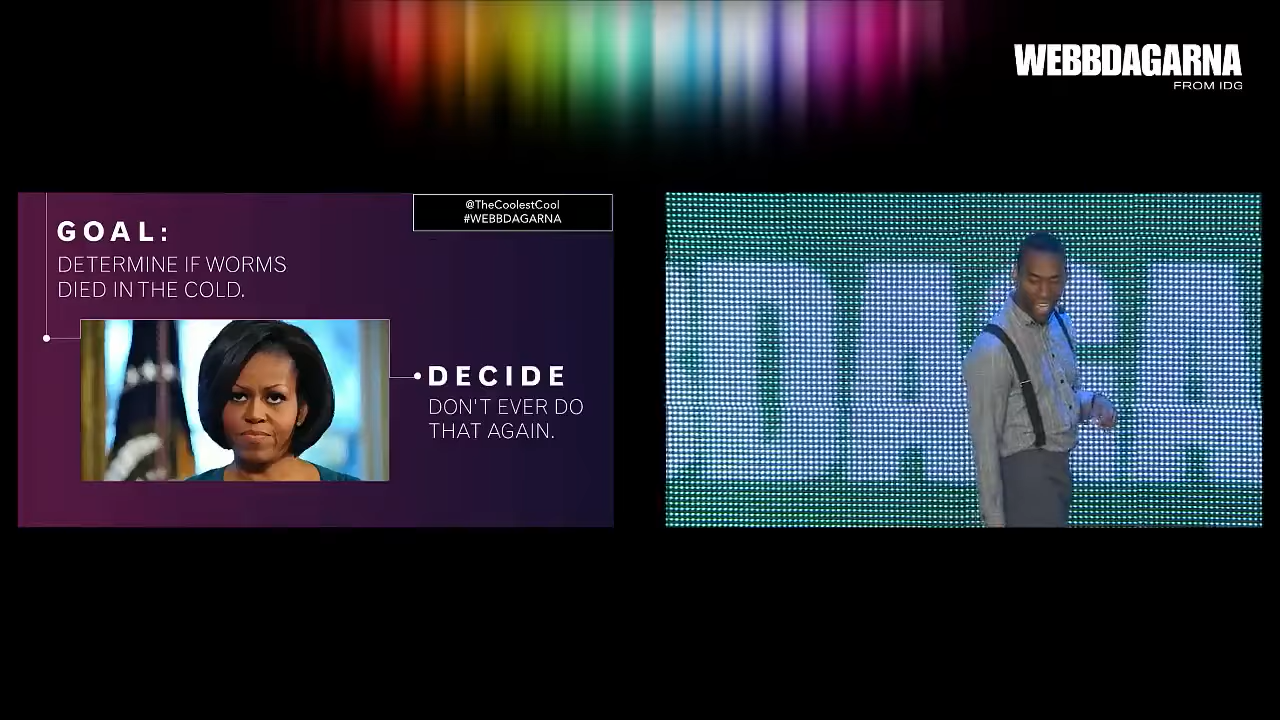 WEBBDAGARNA
FROM IDG
@TheCoolestCool
#WEBBDAGARNA
GOAL:
DETERMINE IF WORMS
DIED IN THE COLD.
DECIDE
DON'T EVER DO
THAT AGAIN.
DAGA